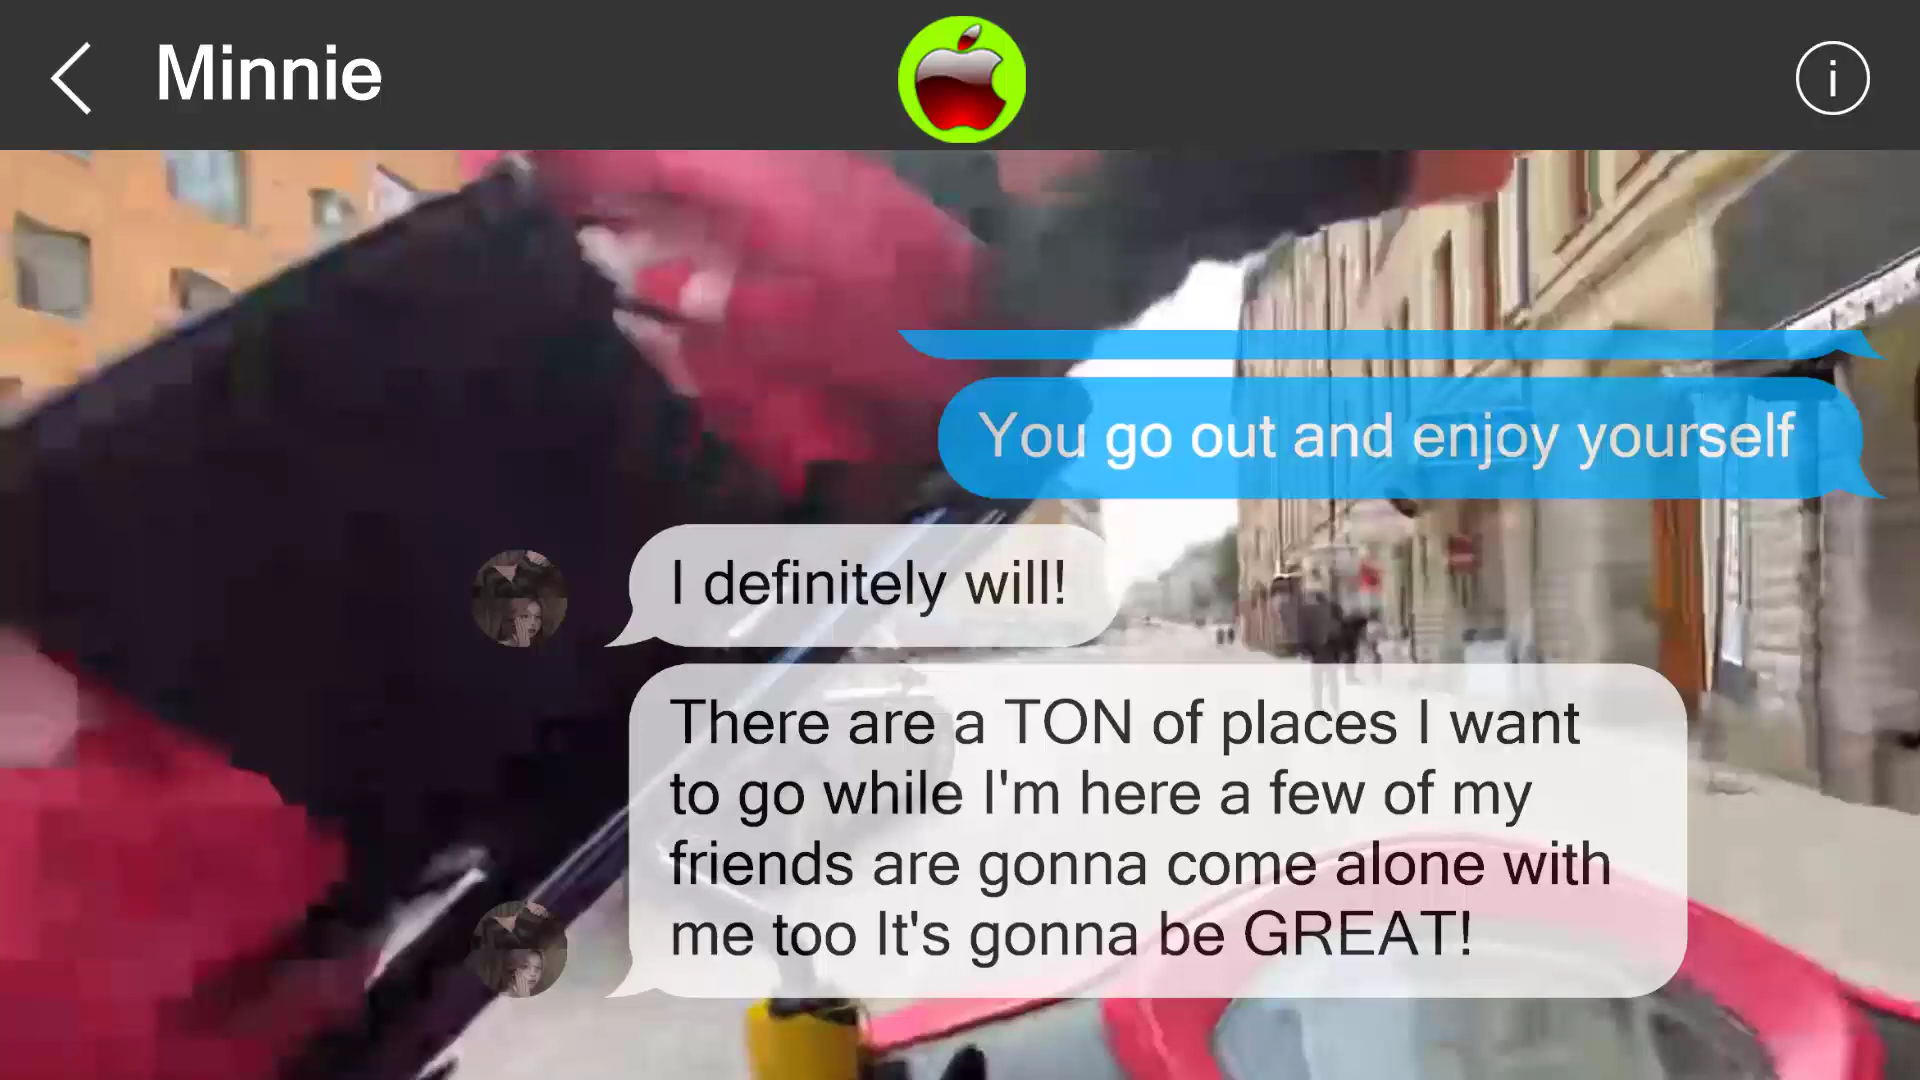 Minnie
You go out and enjoy yourself
I definitely will!
There are a TON of places I want
to go while I'm here a few of my
friends are gonna come alone with
me too It's gonna be GREAT!